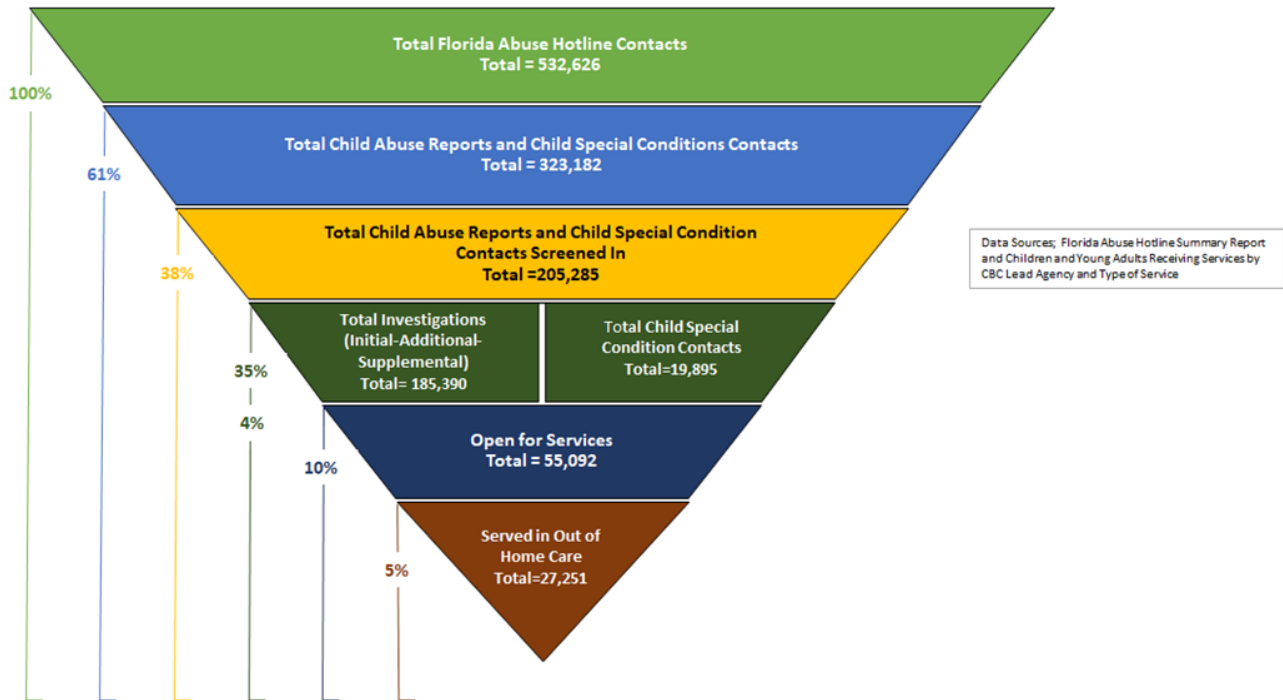 Total Florida Abuse Hotline Contacts
Total = 532,626
100%
Total Child Abuse Reports and Child Special Conditions Contacts
Total = 323,182
61%
Total Child Abuse Reports and Child Special Condition
Contacts Screened In
Total =205,285
38%
Data Sources; Florida Abuse Hotline Summary Report
and Children and Young Adults Receiving Services by
CBC Lead Agency and Type of Service
Total Investigations
(Initial-Additional-
Supplemental)
Total= 185,390
Total Child Special
Condition Contacts
Total=19,895
35%
4%
Open for Services
Total = 55,092
10%
Served in Out of
Home Care
Total=27,251
5%